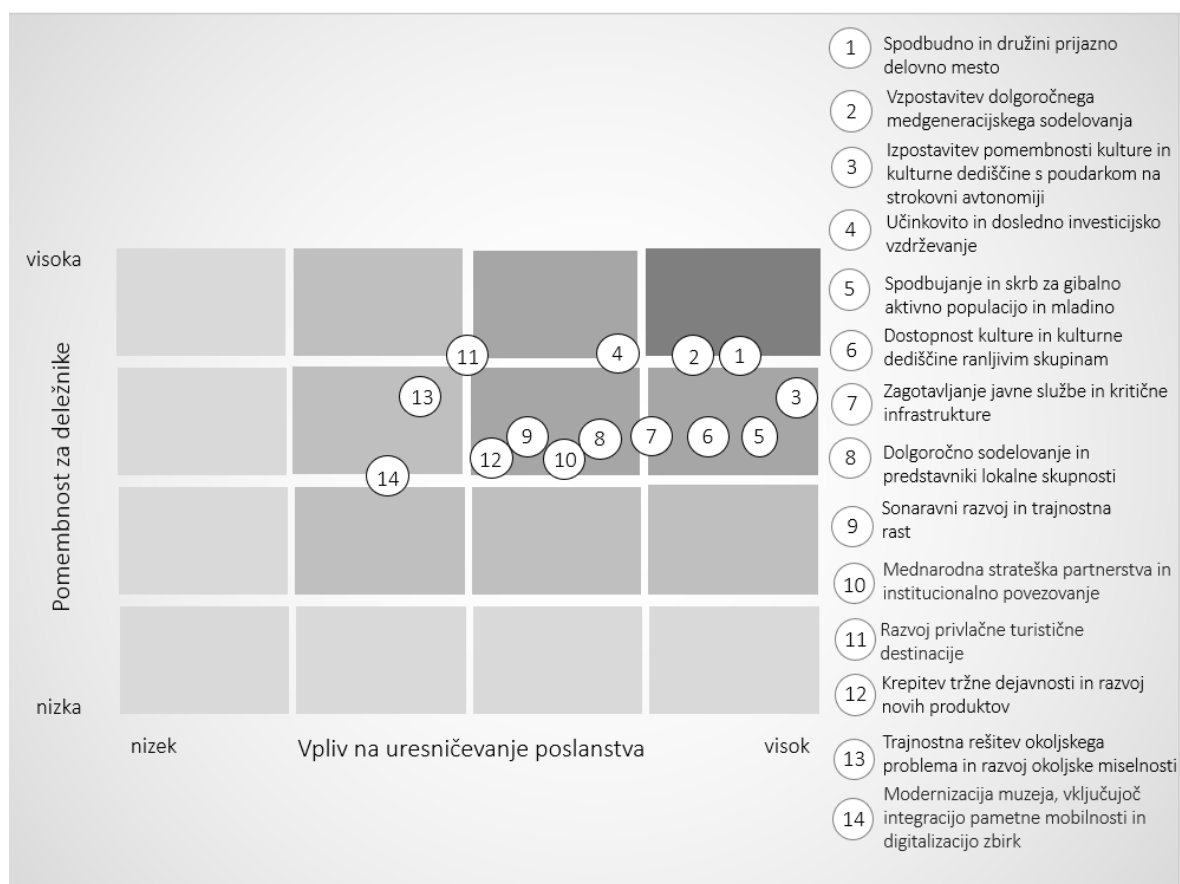 1 Spodbudno in družini prijazno
delovno mesto
2 Vzpostavitev dolgoročnega
medgeneracijskega sodelovanja
3 Izpostavitev pomembnosti kulture in
kulturne dediščine s poudarkom na
strokovni avtonomiji
4 Učinkovito in dosledno investicijsko
vzdrževanje
5 Spodbujanje in skrb za gibalno
aktivno populacijo in mladino
6 Dostopnost kulture in kulturne
dediščine ranljivim skupinam
7 Zagotavljanje javne službe in kritične
infrastrukture
8 Dolgoročno sodelovanje in
predstavniki lokalne skupnosti
9 Sonaravni razvoj in trajnostna
rast
10 Mednarodna strateška partnerstva in
institucionalno povezovanje
11 Razvoj privlačne turistične
destinacije
12 Krepitev tržne dejavnosti in razvoj
novih produktov
13 Trajnostna rešitev okoljskega
problema in razvoj okoljske miselnosti
14 Modernizacija muzeja, vključujoč
integracijo pametne mobilnosti in
digitalizacijo zbirk
visoka
Pomembnost za deležnike
nizka
nizek
Vpliv na uresničevanje poslanstva
visok
11
4
2
1
13
3
12
9
10
8
7
6
5
14